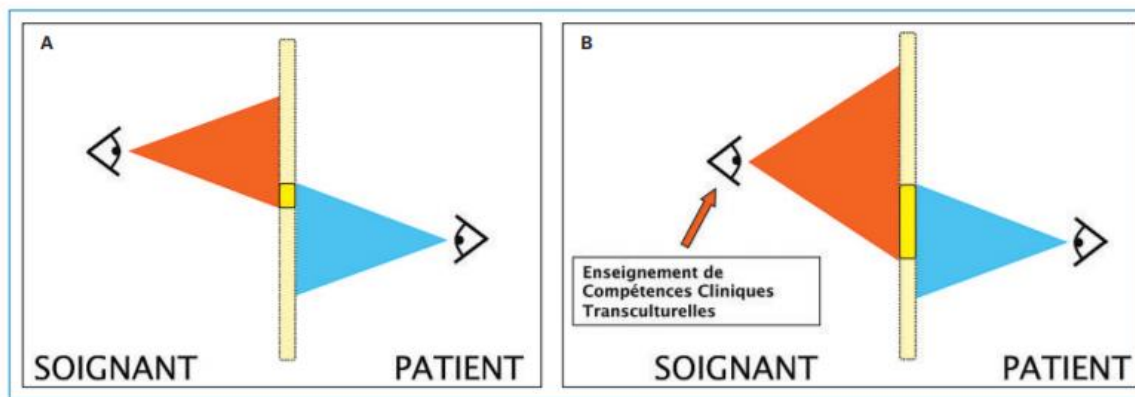 A
SOIGNANT
PATIENT
B
Enseignement de
Compétences Cliniques
Transculturelles
SOIGNANT
PATIENT